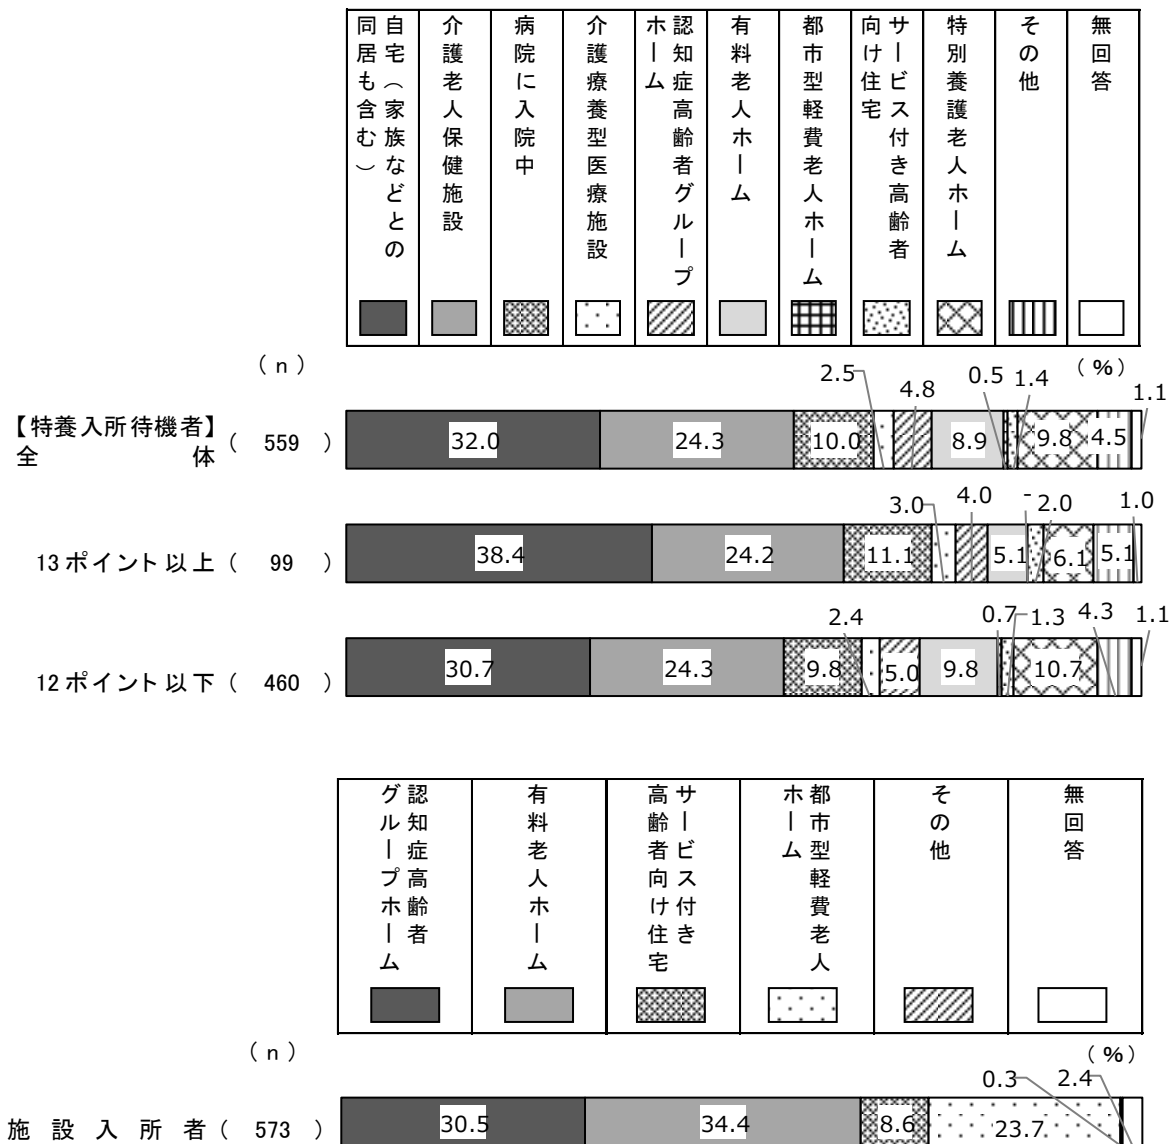 自宅（家族などとの
同居も含む）
介護老人保健施設
病院に入院中
介護療養型医療施設
認知症高齢者グループ
ホーム
有料老人ホーム
都市型軽費老人ホーム
サービス付き高齢者
向け住宅
特別養護老人ホーム
その他
無回答
（ｎ） （%）
2.5 4.8 0.5 1.4 1.1
【特養入所待機者】
全体（ 559 ） 32.0 24.3 10.0 8.9 9.8 4.5
3.0 4.0 - 2.0 1.0
13ポイント以上（ 99 ） 38.4 24.2 11.1 5.1 6.1 5.1
2.4 0.7 1.3 4.3 1.1
12ポイント以下（ 460 ） 30.7 24.3 9.8 5.0 9.8 10.7
認知症高齢者
グループホーム
有料老人ホーム
サービス付き
高齢者向け住宅
都市型軽費老人
ホーム
その他
無回答
（ｎ） （%）
0.3 2.4
施設入所者（ 573 ） 30.5 34.4 8.6 23.7